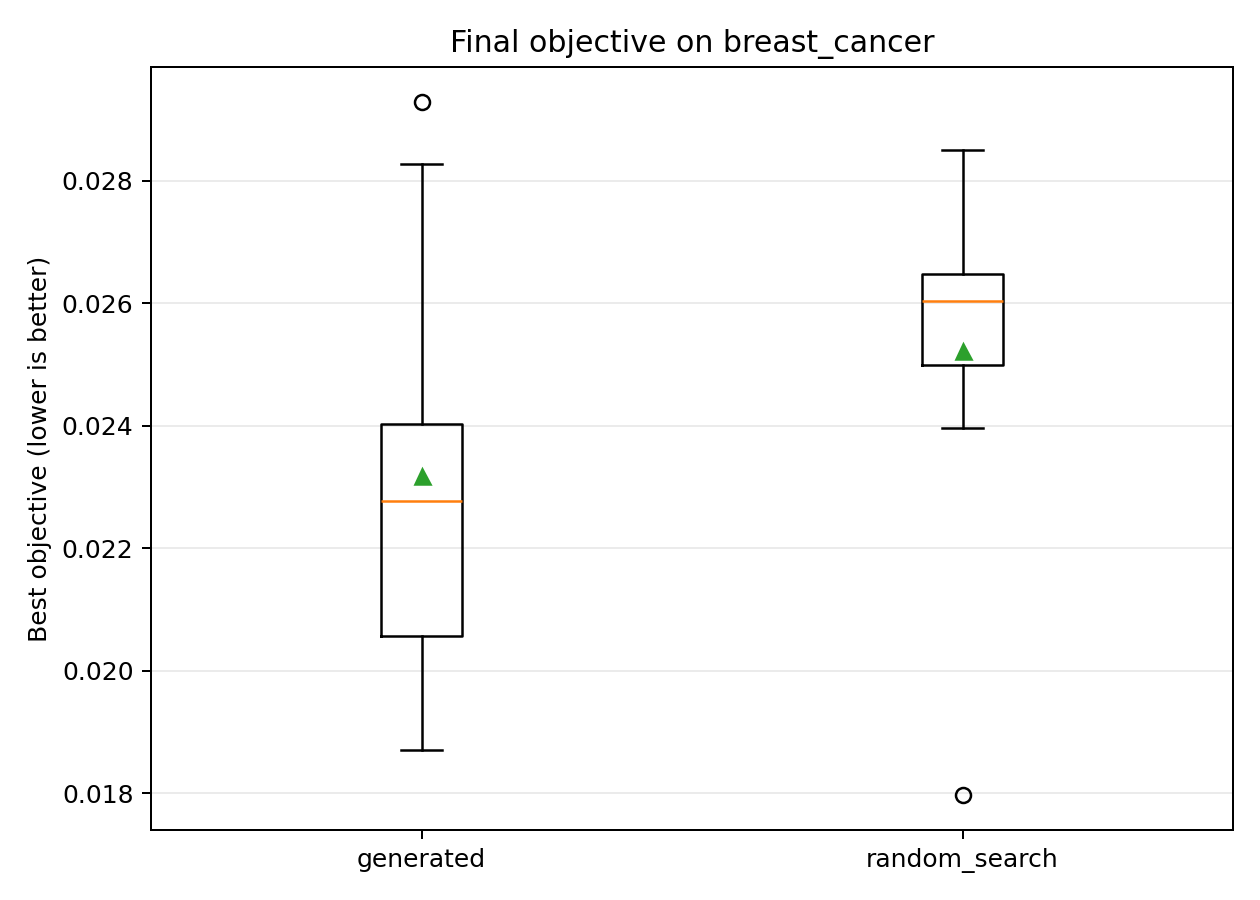 Final objective on breast_cancer
Best objective (lower is better)
0.028
0.026
0.024
0.022
0.020
0.018
generated
random_search